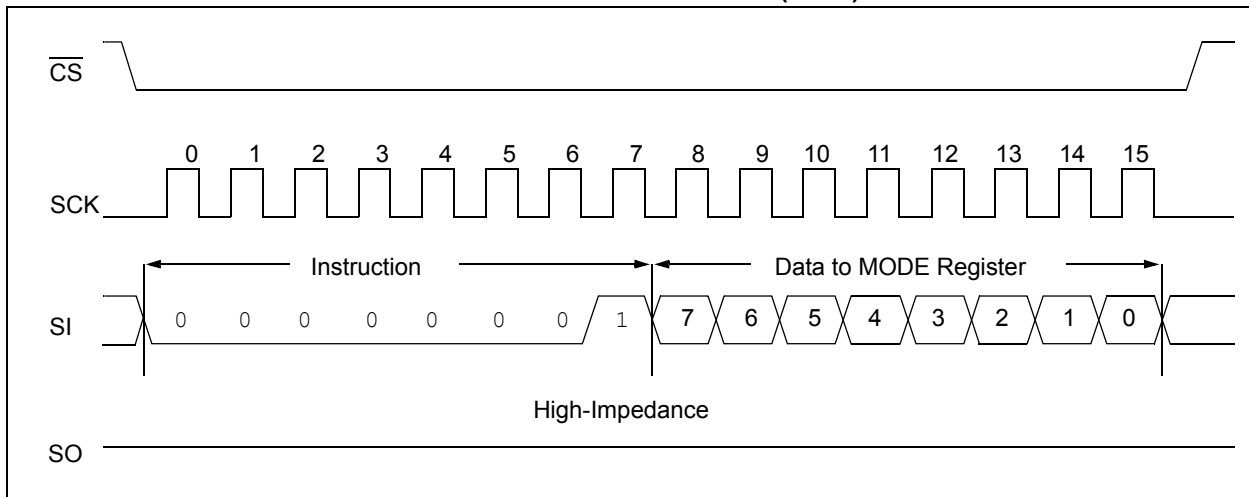 CS
0 1 2 3 4 5 6 7 8 9 10 11 12 13 14 15
SCK
Instruction Data to MODE Register
SI 0 0 0 0 0 0 0 1 7 6 5 4 3 2 1 0
High-Impedance
SO